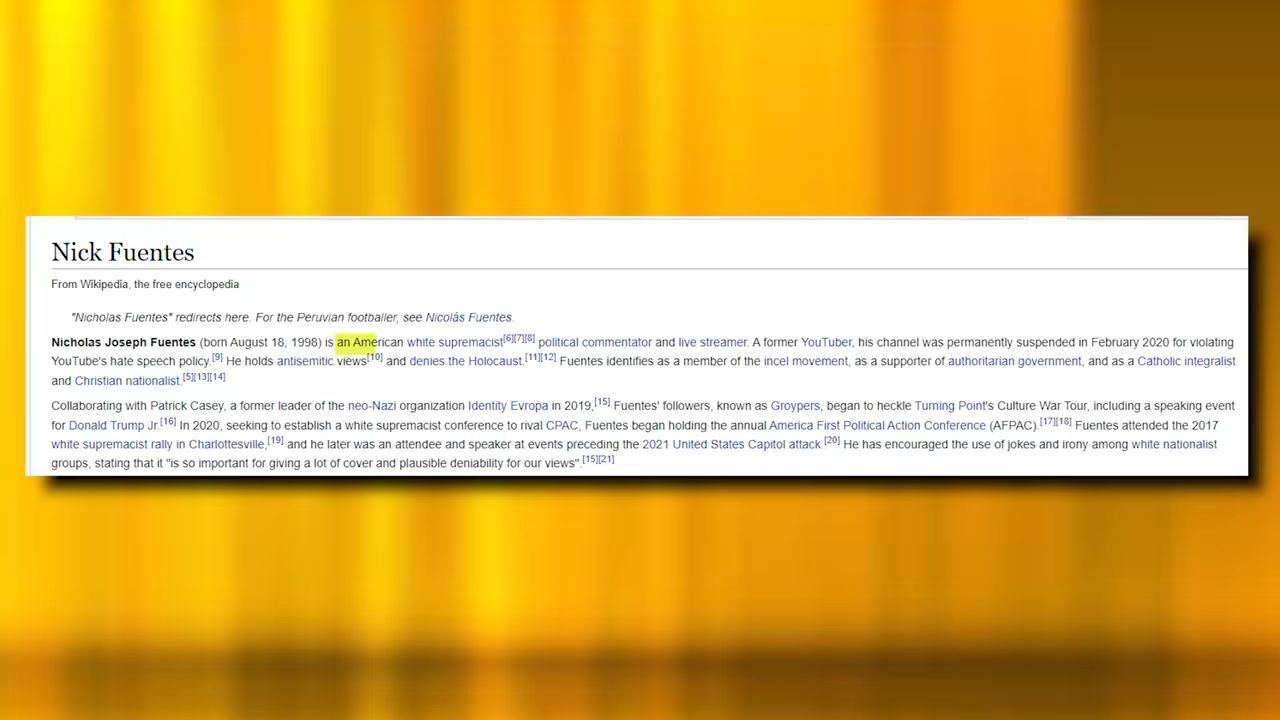 Nick Fuentes
From Wikipedia, the free encyclopedia
"Nicholas Fuentes" redirects here. For the Peruvian footballer, see Nicolás Fuentes.
Nicholas Joseph Fuentes (born August 18, 1998) is an American white supremacist[6][7][8] political commentator and live streamer. A former YouTuber, his channel was permanently suspended in February 2020 for violating
YouTube's hate speech policy.[9] He holds antisemitic views[10] and denies the Holocaust.[11][12] Fuentes identifies as a member of the incel movement, as a supporter of authoritarian government, and as a Catholic integralist
and Christian nationalist.[5][13][14]
Collaborating with Patrick Casey, a former leader of the neo-Nazi organization Identity Evropa in 2019,[15] Fuentes' followers, known as Groypers, began to heckle Turning Point's Culture War Tour, including a speaking event
for Donald Trump Jr.[16] In 2020, seeking to establish a white supremacist conference to rival CPAC, Fuentes began holding the annual America First Political Action Conference (AFPAC).[17][18] Fuentes attended the 2017
white supremacist rally in Charlottesville,[19] and he later was an attendee and speaker at events preceding the 2021 United States Capitol attack.[20] He has encouraged the use of jokes and irony among white nationalist
groups, stating that it "is so important for giving a lot of cover and plausible deniability for our views".[15][21]